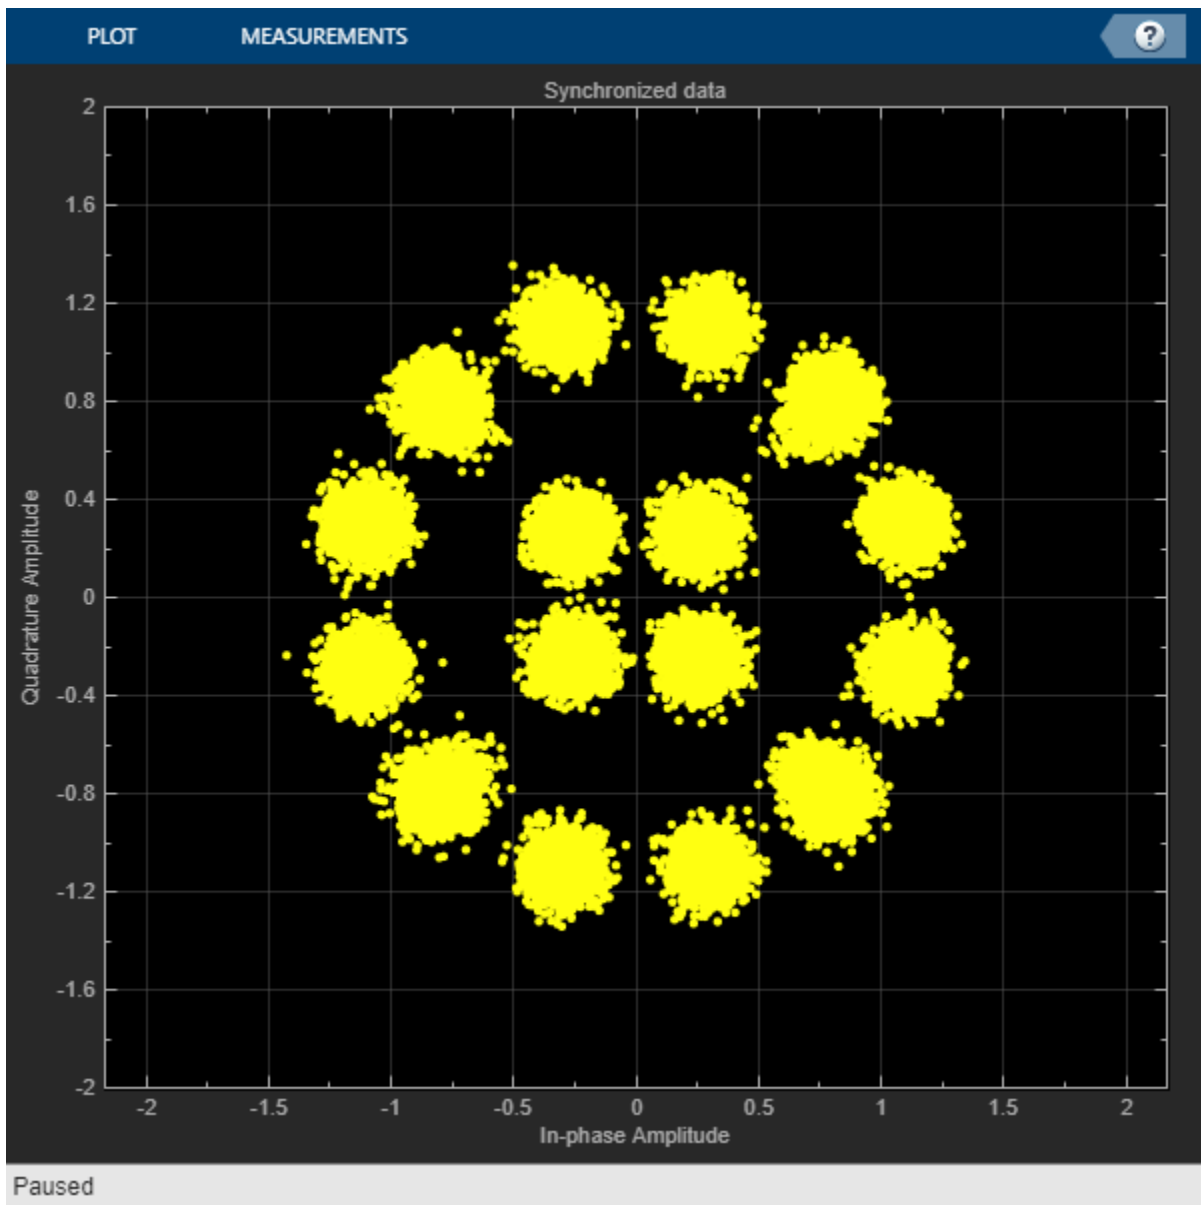 PLOT MEASUREMENTS ?
Synchronized data
2
1.6
1.2
0.8
0.4
0
-0.4
-0.8
-1.2
-1.6
-2
Quadrature Amplitude
-2 -1.5 -1 -0.5 0 0.5 1 1.5 2
In-phase Amplitude
Paused